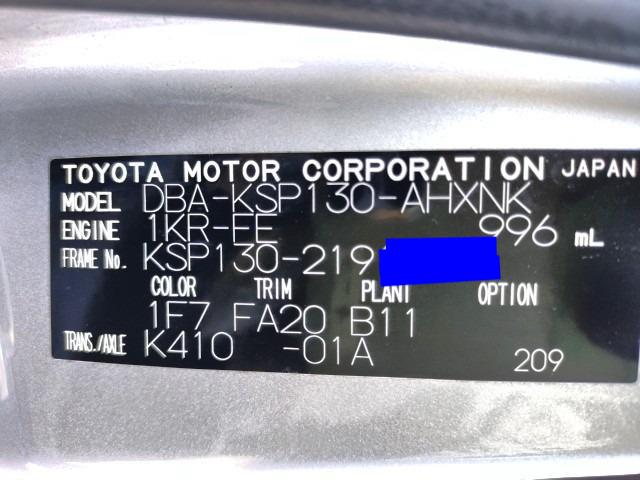 TOYOTA MOTOR CORPORATION JAPAN
MODEL DBA-KSP130-AHXNK
ENGINE 1KR-FE 996 mL
FRAME No. KSP130-219
COLOR TRIM PLANT OPTION
1F7 FA20 B11
TRANS./AXLE K410 -01A 209